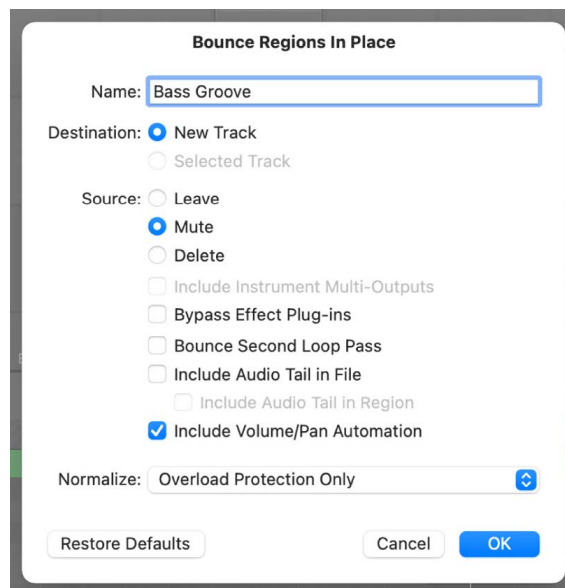 Bounce Regions In Place
Name: Bass Groove
Destination: New Track
Selected Track
Source: Leave
Mute
Delete
Include Instrument Multi-Outputs
Bypass Effect Plug-ins
Bounce Second Loop Pass
Include Audio Tail in File
Include Audio Tail in Region
Include Volume/Pan Automation
Normalize: Overload Protection Only
Restore Defaults Cancel OK